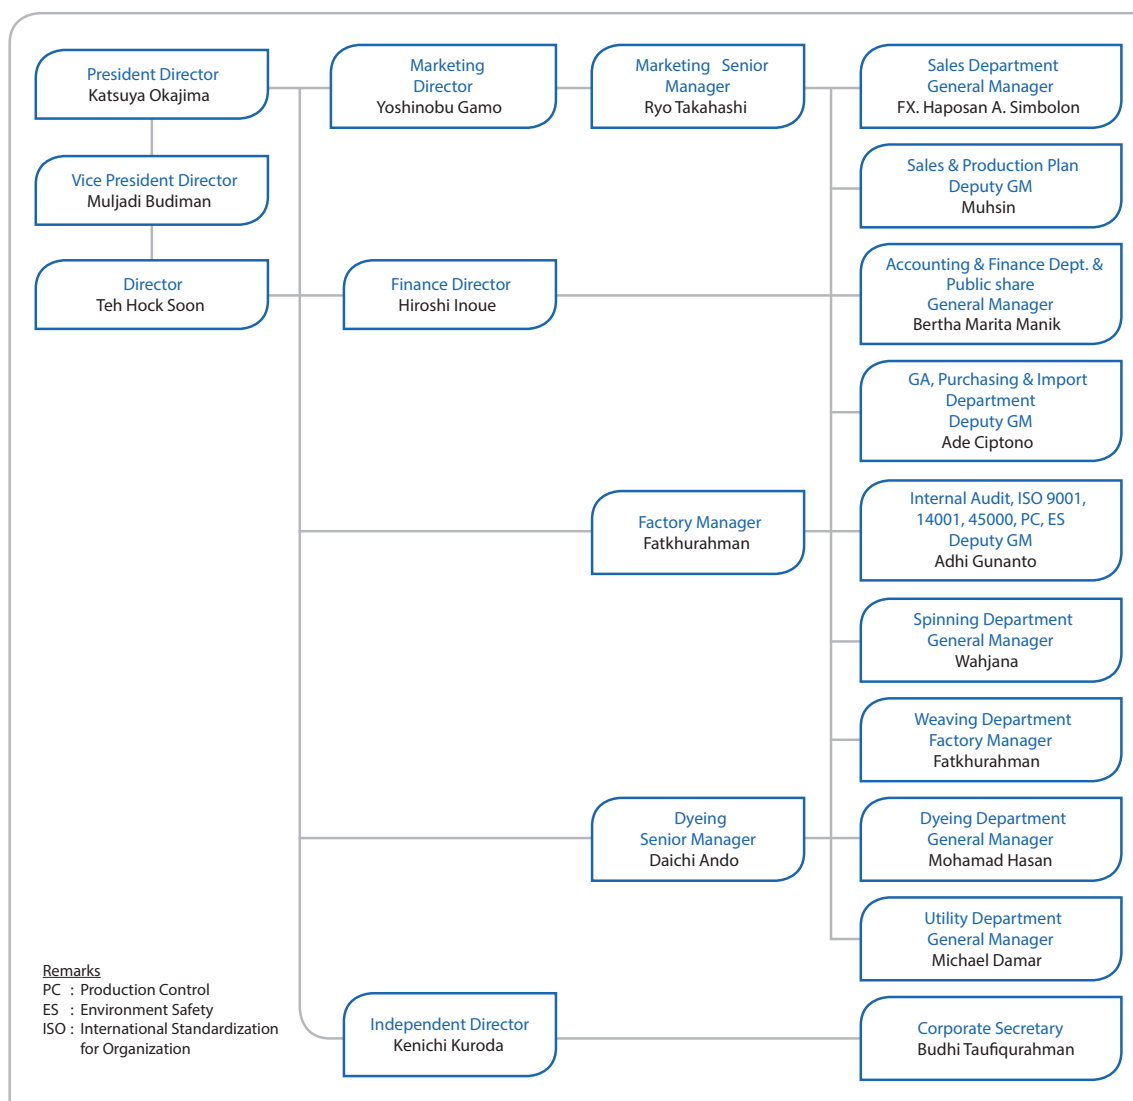 President Director
Katsuya Okajima
Vice President Director
Muljadi Budiman
Director
Teh Hock Soon
Marketing
Director
Yoshinobu Gamo
Finance Director
Hiroshi Inoue
Independent Director
Kenichi Kuroda
Marketing Senior
Manager
Ryo Takahashi
Factory Manager
Fatkhurahman
Dyeing
Senior Manager
Daichi Ando
Sales Department
General Manager
FX. Haposan A. Simbolon
Sales & Production Plan
Deputy GM
Muhsin
Accounting & Finance Dept. &
Public share
General Manager
Bertha Marita Manik
GA, Purchasing & Import
Department
Deputy GM
Ade Ciptono
Internal Audit, ISO 9001,
14001, 45000, PC, ES
Deputy GM
Adhi Gunanto
Spinning Department
General Manager
Wahjana
Weaving Department
Factory Manager
Fatkhurahman
Dyeing Department
General Manager
Mohamad Hasan
Utility Department
General Manager
Michael Damar
Corporate Secretary
Budhi Taufiqurahman
Remarks
PC : Production Control
ES : Environment Safety
ISO : International Standardization
for Organization